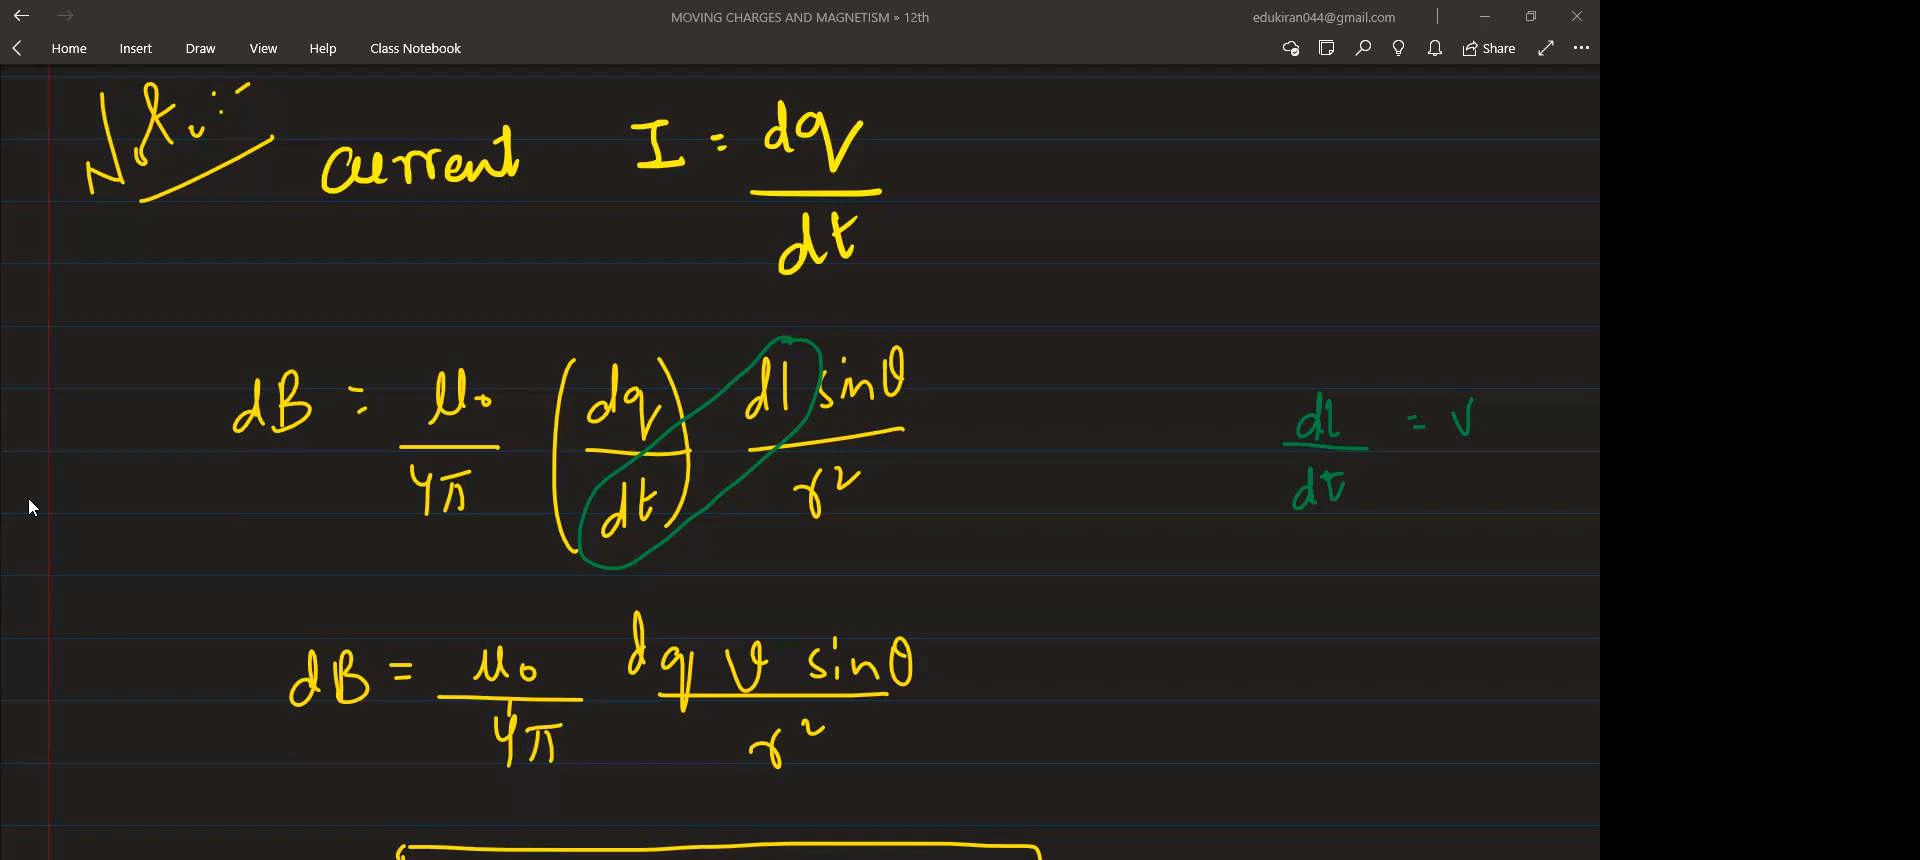 MOVING CHARGES AND MAGNETISM » 12th edukiran044@gmail.com
Home Insert Draw View Help Class Notebook Share
Note :-
Current I = dq/dt
dB = μ₀/4π (dq/dt) dl sinθ/r²
dl/dt = v
dB = μ₀/4π dq v sinθ/r²